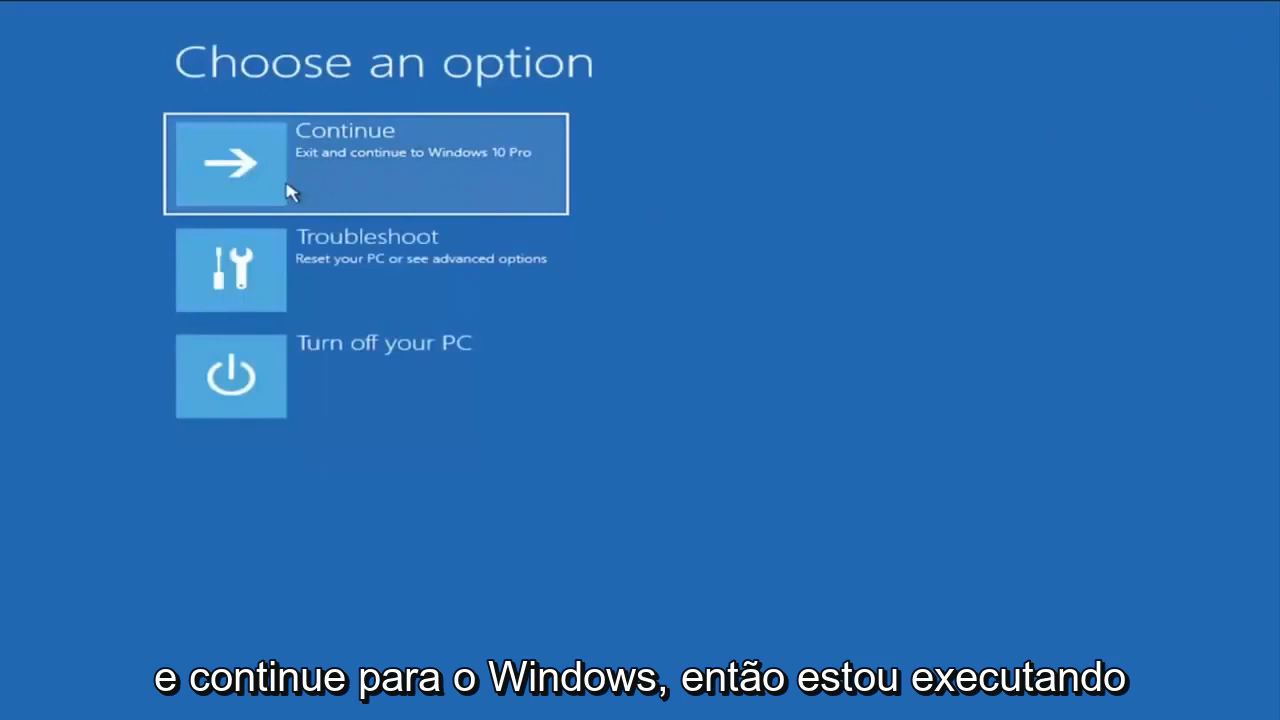 Choose an option
Continue
Exit and continue to Windows 10 Pro
Troubleshoot
Reset your PC or see advanced options
Turn off your PC
e continue para o Windows, então estou executando